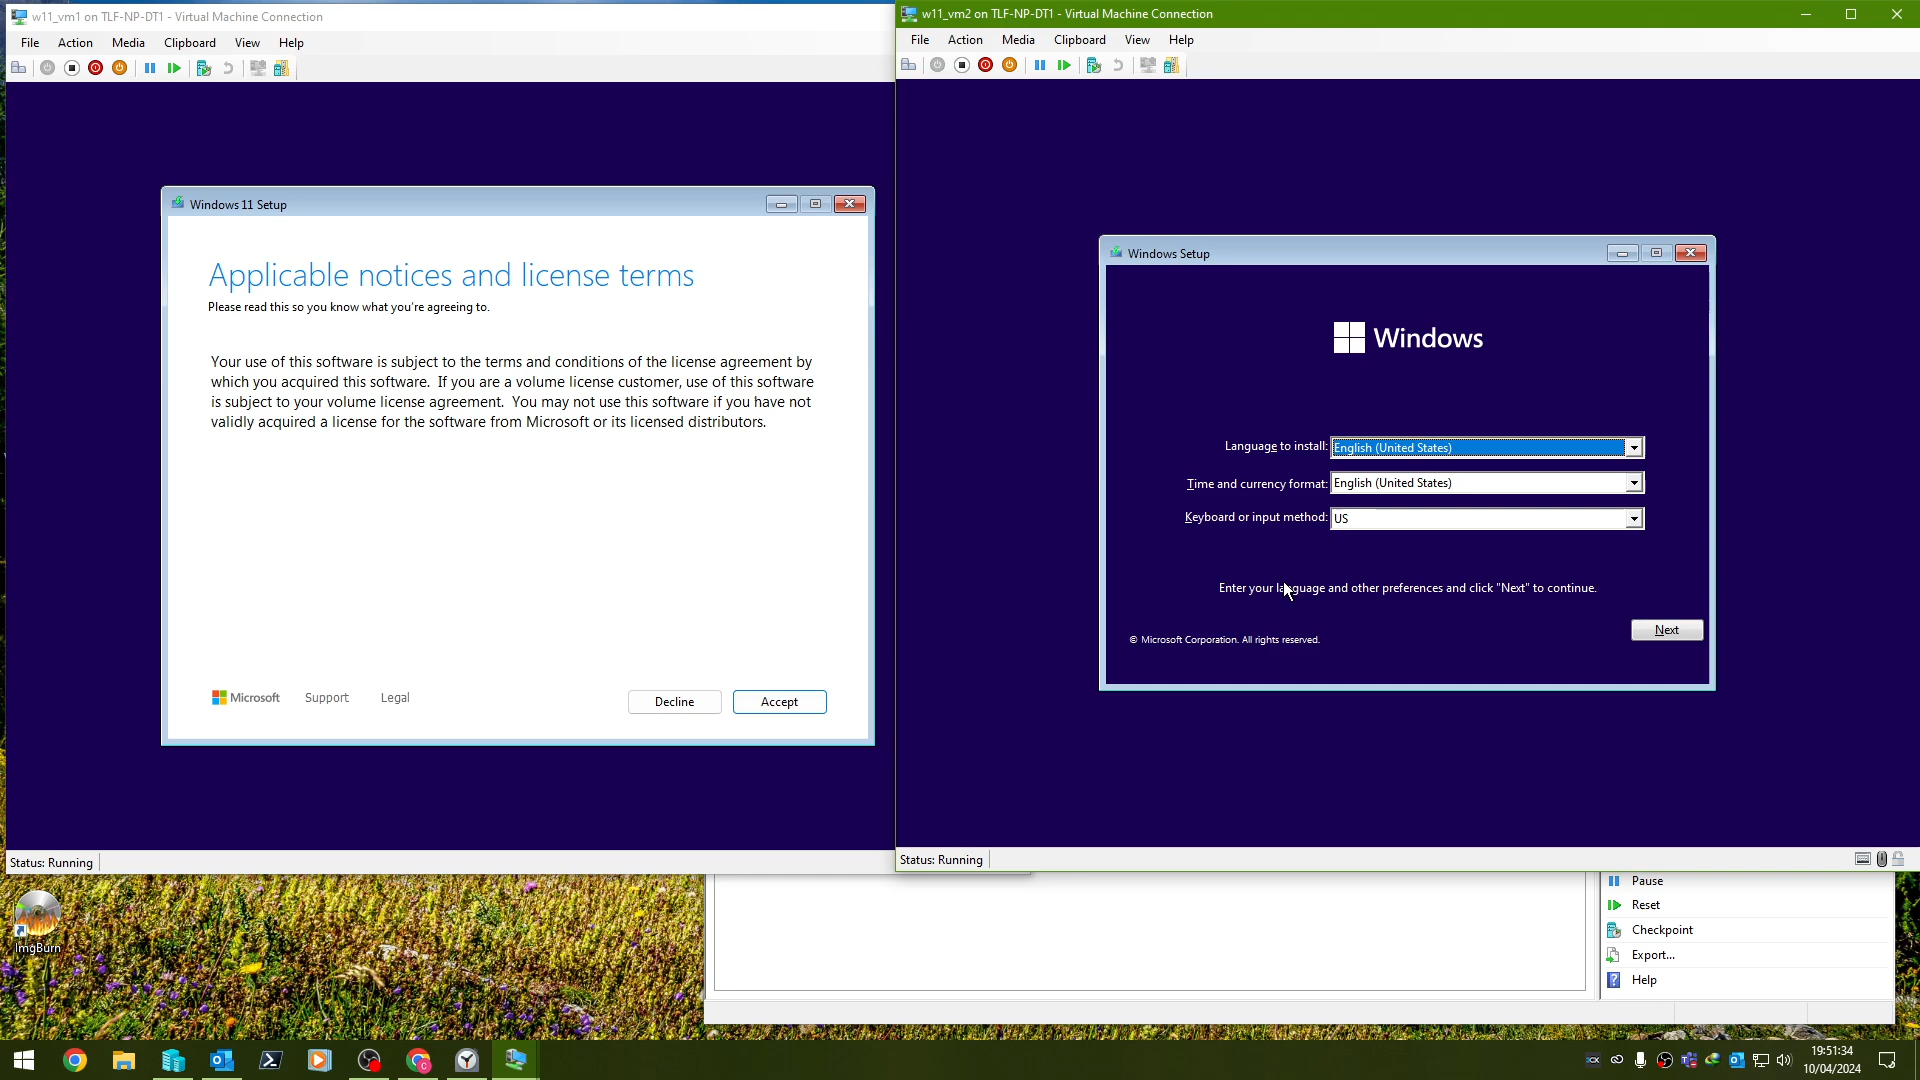 w11_vm1 on TLF-NP-DT1 - Virtual Machine Connection
File Action Media Clipboard View Help
Windows 11 Setup
Applicable notices and license terms
Please read this so you know what you're agreeing to.
Your use of this software is subject to the terms and conditions of the license agreement by
which you acquired this software. If you are a volume license customer, use of this software
is subject to your volume license agreement. You may not use this software if you have not
validly acquired a license for the software from Microsoft or its licensed distributors.
Microsoft Support Legal
Decline Accept
Status: Running
w11_vm2 on TLF-NP-DT1 - Virtual Machine Connection
File Action Media Clipboard View Help
Windows Setup
Windows
Language to install: English (United States)
Time and currency format: English (United States)
Keyboard or input method: US
Enter your language and other preferences and click "Next" to continue.
© Microsoft Corporation. All rights reserved.
Next
Status: Running
Pause
Reset
Checkpoint
Export...
Help
ImgBurn
19:51:34
10/04/2024